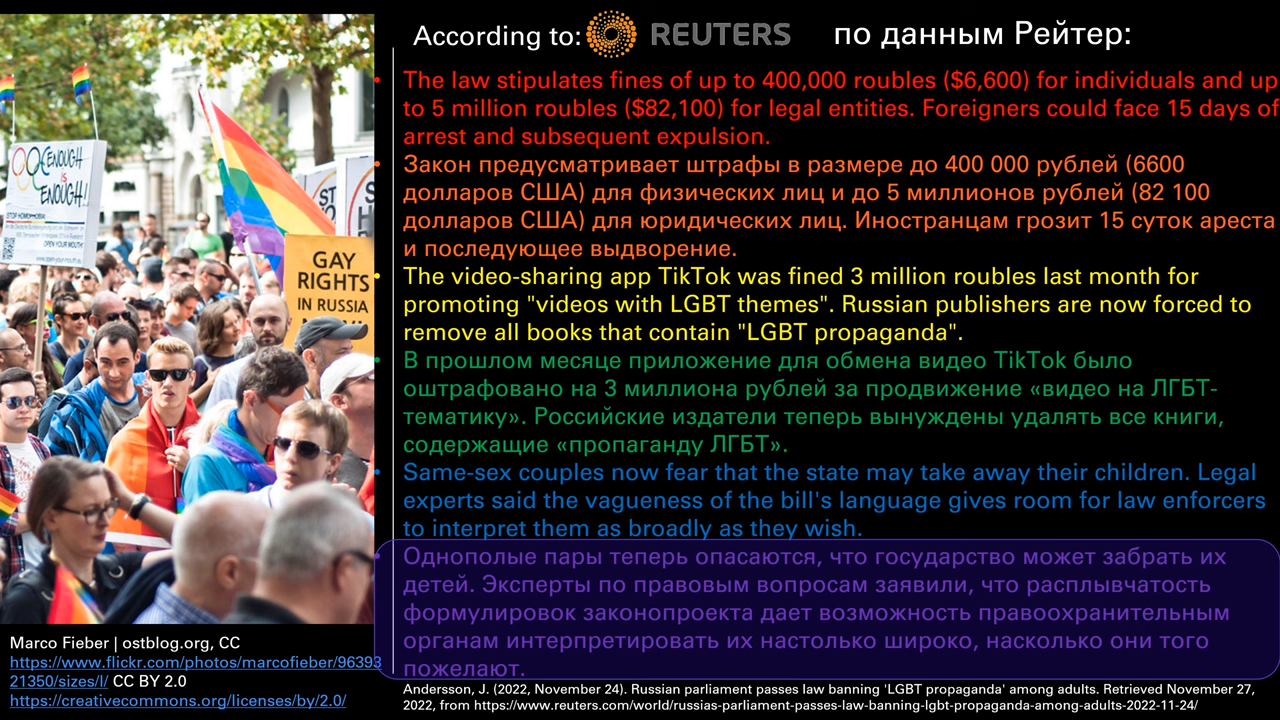 According to: REUTERS по данным Рейтер:
The law stipulates fines of up to 400,000 roubles ($6,600) for individuals and up
to 5 million roubles ($82,100) for legal entities. Foreigners could face 15 days of
arrest and subsequent expulsion.
Закон предусматривает штрафы в размере до 400 000 рублей (6600
долларов США) для физических лиц и до 5 миллионов рублей (82 100
долларов США) для юридических лиц. Иностранцам грозит 15 суток ареста
и последующее выдворение.
The video-sharing app TikTok was fined 3 million roubles last month for
promoting "videos with LGBT themes". Russian publishers are now forced to
remove all books that contain "LGBT propaganda".
В прошлом месяце приложение для обмена видео TikTok было
оштрафовано на 3 миллиона рублей за продвижение «видео на ЛГБТ-
тематику». Российские издатели теперь вынуждены удалять все книги,
содержащие «пропаганду ЛГБТ».
Same-sex couples now fear that the state may take away their children. Legal
experts said the vagueness of the bill's language gives room for law enforcers
to interpret them as broadly as they wish.
Однополые пары теперь опасаются, что государство может забрать их
детей. Эксперты по правовым вопросам заявили, что расплывчатость
формулировок законопроекта дает возможность правоохранительным
органам интерпретировать их настолько широко, насколько они того
пожелают.
Andersson, J. (2022, November 24). Russian parliament passes law banning 'LGBT propaganda' among adults. Retrieved November 27,
2022, from https://www.reuters.com/world/russias-parliament-passes-law-banning-lgbt-propaganda-among-adults-2022-11-24/
ENOUGH
IS
ENOUGH!
STOP HOMOPHOBIA!
OPEN YOUR MOUTH!
ST
GAY
RIGHTS
IN RUSSIA
Marco Fieber | ostblog.org, CC
https://www.flickr.com/photos/marcofieber/96393
21350/sizes/l/ CC BY 2.0
https://creativecommons.org/licenses/by/2.0/